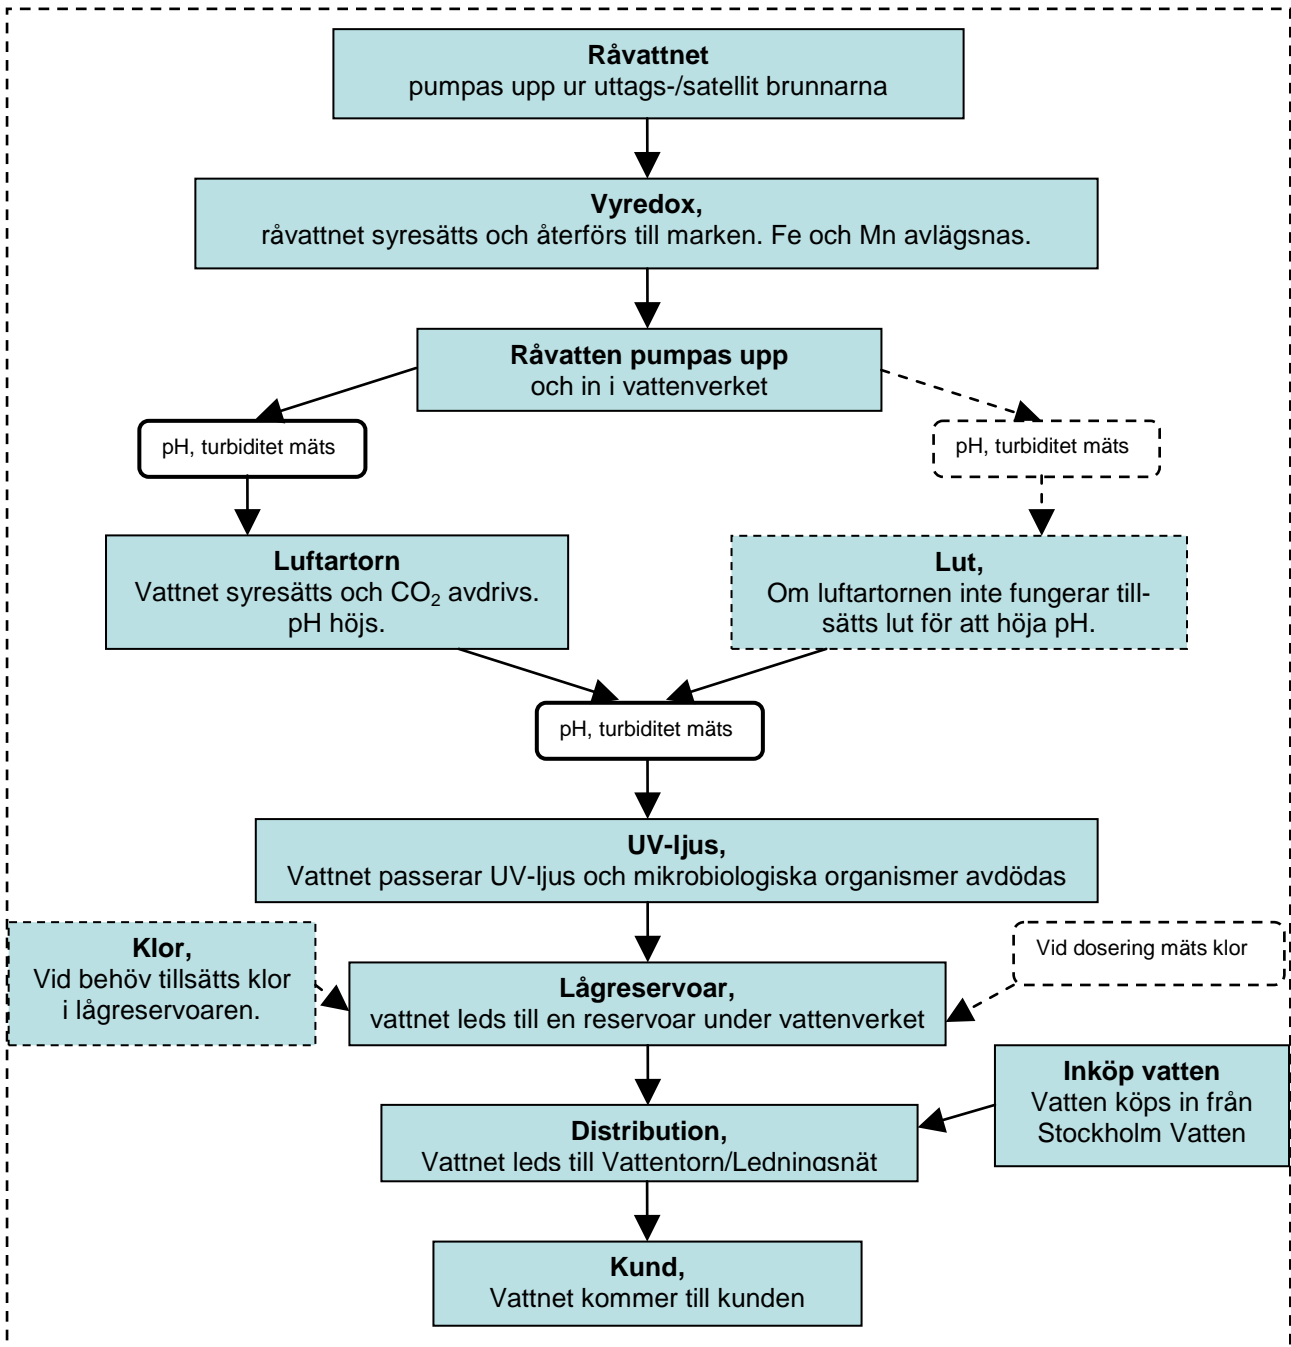 Råvattnet
pumpas upp ur uttags-/satellit brunnarna
Vyredox,
råvattnet syresätts och återförs till marken. Fe och Mn avlägsnas.
Råvatten pumpas upp
och in i vattenverket
pH, turbiditet mäts
pH, turbiditet mäts
Luftartorn
Vattnet syresätts och CO₂ avdrivs.
pH höjs.
Lut,
Om luftartornen inte fungerar till-
sätts lut för att höja pH.
pH, turbiditet mäts
UV-ljus,
Vattnet passerar UV-ljus och mikrobiologiska organismer avdödas
Klor,
Vid behöv tillsätts klor
i lågreservoaren.
Vid dosering mäts klor
Lågreservoar,
vattnet leds till en reservoar under vattenverket
Inköp vatten
Vatten köps in från
Stockholm Vatten
Distribution,
Vattnet leds till Vattentorn/Ledningsnät
Kund,
Vattnet kommer till kunden